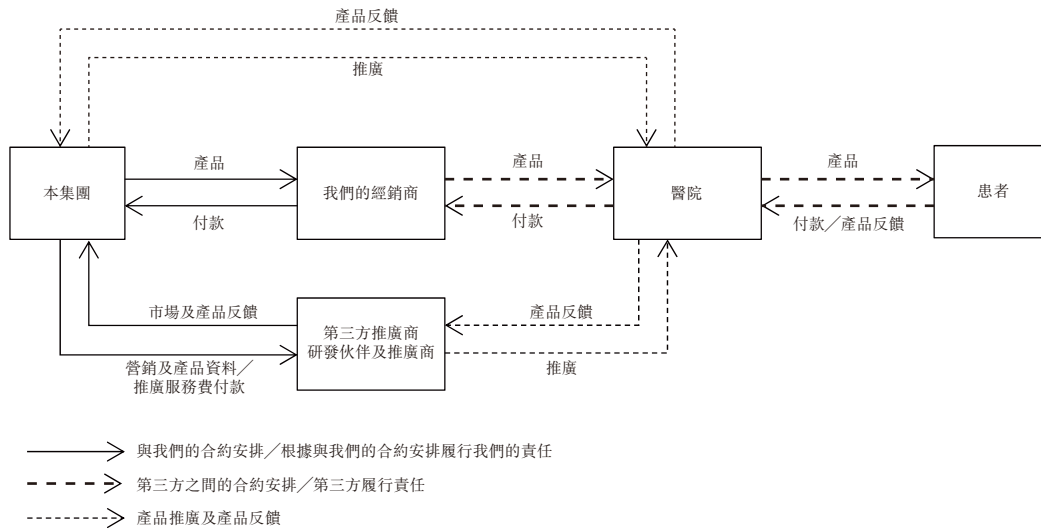 產品反饋
推廣
本集團
產品
付款
我們的經銷商
產品
付款
醫院
產品
付款／產品反饋
患者
市場及產品反饋
營銷及產品資料／
推廣服務費付款
第三方推廣商
研發伙伴及推廣商
產品反饋
推廣
與我們的合約安排／根據與我們的合約安排履行我們的責任
第三方之間的合約安排／第三方履行責任
產品推廣及產品反饋